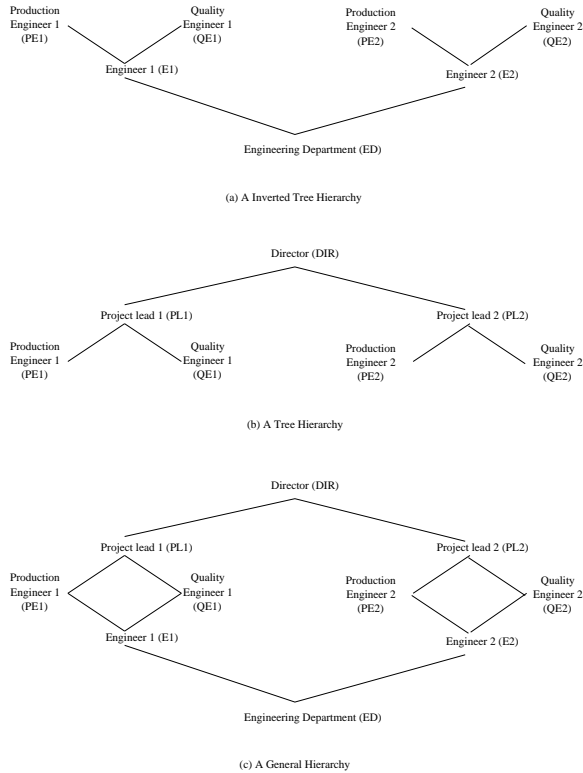 Production
Engineer 1
(PE1)
Quality
Engineer 1
(QE1)
Production
Engineer 2
(PE2)
Quality
Engineer 2
(QE2)
Engineer 1 (E1)
Engineer 2 (E2)
Engineering Department (ED)
(a) A Inverted Tree Hierarchy
Director (DIR)
Project lead 1 (PL1)
Project lead 2 (PL2)
Production
Engineer 1
(PE1)
Quality
Engineer 1
(QE1)
Production
Engineer 2
(PE2)
Quality
Engineer 2
(QE2)
(b) A Tree Hierarchy
Director (DIR)
Project lead 1 (PL1)
Project lead 2 (PL2)
Production
Engineer 1
(PE1)
Quality
Engineer 1
(QE1)
Production
Engineer 2
(PE2)
Quality
Engineer 2
(QE2)
Engineer 1 (E1)
Engineer 2 (E2)
Engineering Department (ED)
(c) A General Hierarchy